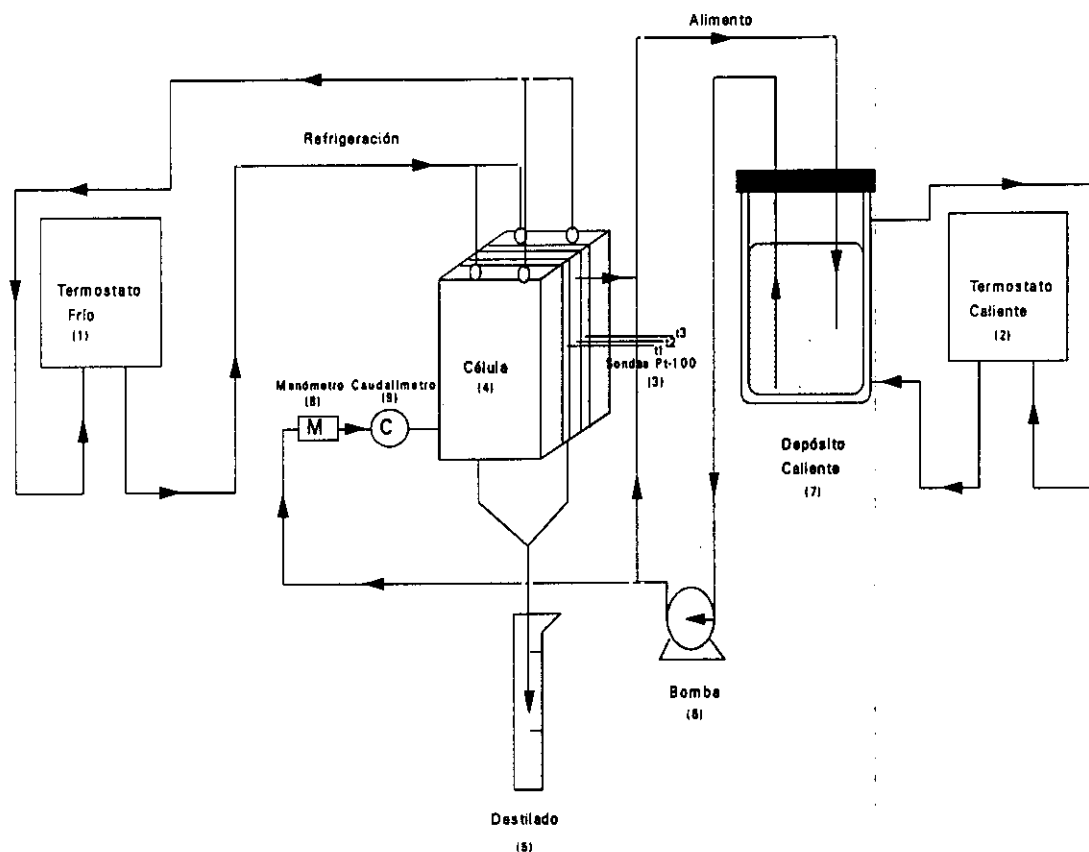 Alimento
Refrigeración
Termostato
Frío
(1)
Termostato
Caliente
(2)
t3
t2
t1
Sondas Pt-100
(3)
Célula
(4)
Manómetro Caudalímetro
(8) (9)
M C
Depósito
Caliente
(7)
Bomba
(6)
Destilado
(5)